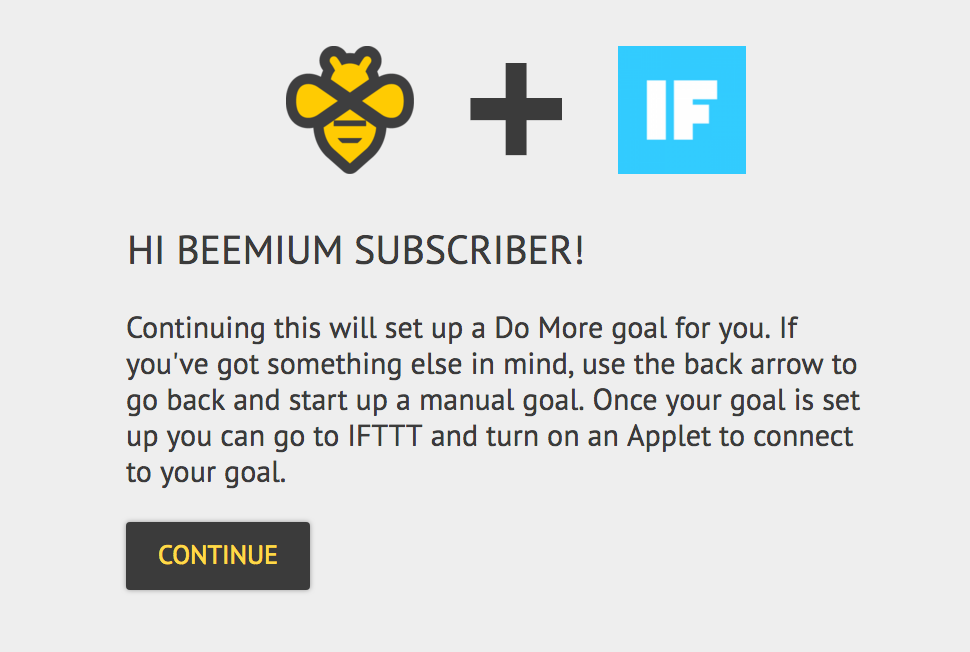 IF
HI BEEMIUM SUBSCRIBER!
Continuing this will set up a Do More goal for you. If
you've got something else in mind, use the back arrow to
go back and start up a manual goal. Once your goal is set
up you can go to IFTTT and turn on an Applet to connect
to your goal.
CONTINUE